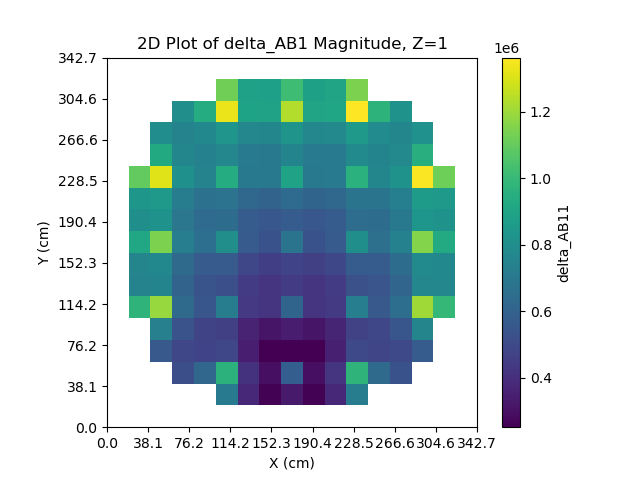 2D Plot of delta_AB1 Magnitude, Z=1
1e6
342.7
304.6
266.6
228.5
190.4
152.3
114.2
76.2
38.1
0.0
Y (cm)
0.0 38.1 76.2 114.2 152.3 190.4 228.5 266.6 304.6 342.7
X (cm)
1.2
1.0
0.8
0.6
0.4
delta_AB11